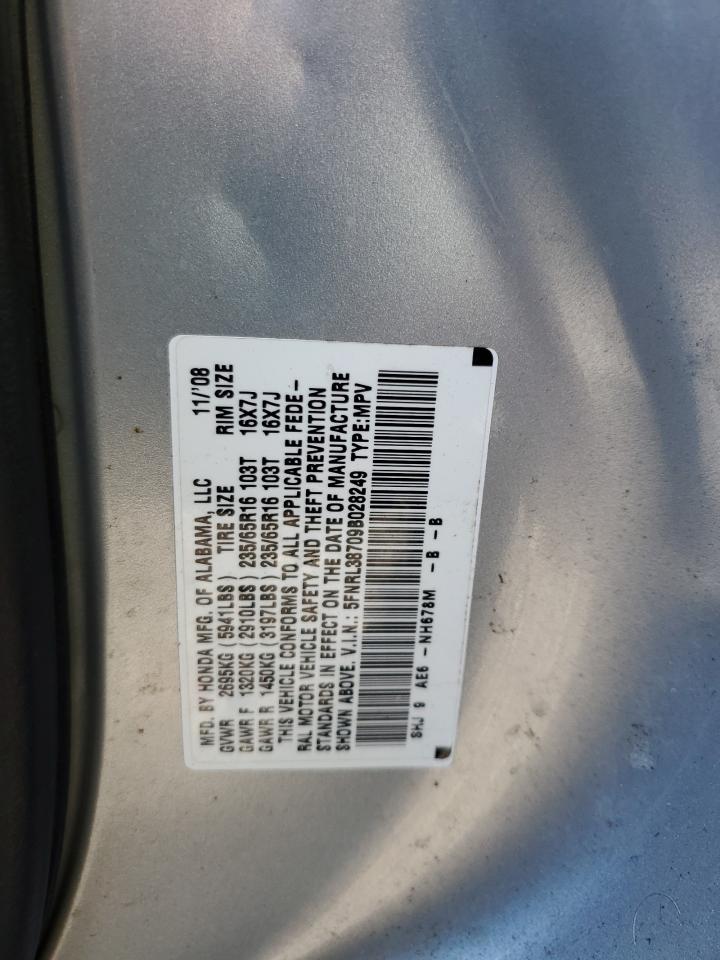 MFD. BY HONDA MFG. OF ALABAMA, LLC 11/'08
GVWR 2695KG (5941LBS) TIRE SIZE RIM SIZE
GAWR F 1320KG (2910LBS) 235/65R16 103T 16X7J
GAWR R 1450KG (3197LBS) 235/65R16 103T 16X7J
THIS VEHICLE CONFORMS TO ALL APPLICABLE FEDE-
RAL MOTOR VEHICLE SAFETY AND THEFT PREVENTION
STANDARDS IN EFFECT ON THE DATE OF MANUFACTURE
SHOWN ABOVE. V.I.N.: 5FNRL38709B028249 TYPE:MPV
SHJ 9 AE6 -NH678M -B -B